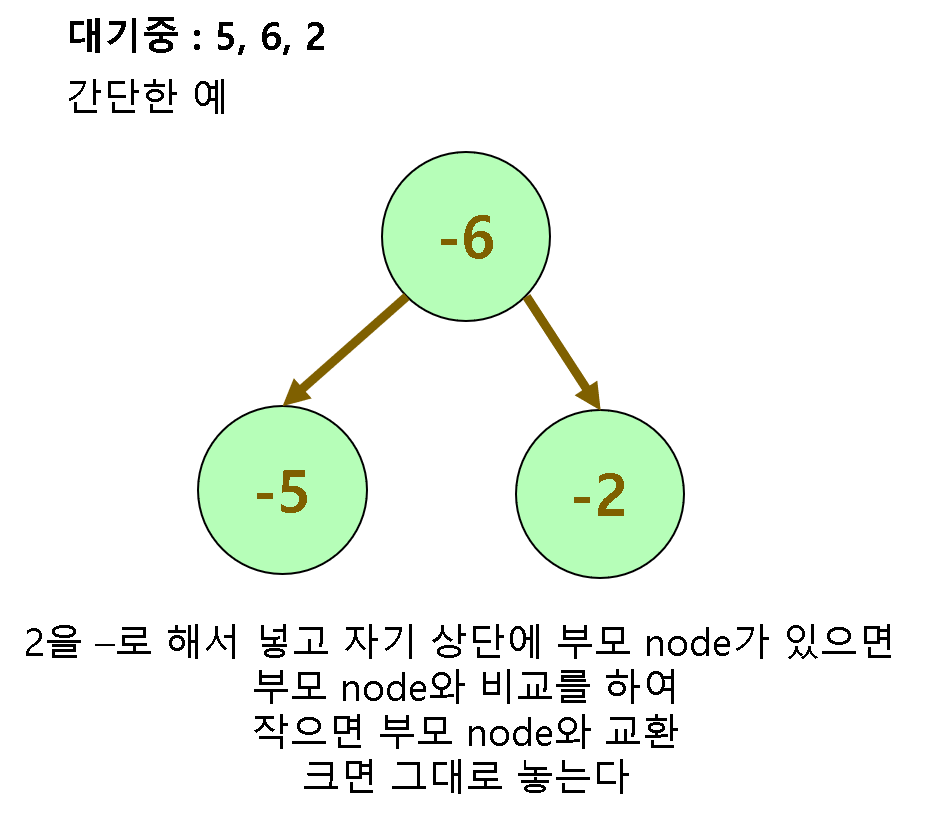 대기중 : 5, 6, 2
간단한 예
-6
-5
-2
2을 –로 해서 넣고 자기 상단에 부모 node가 있으면
부모 node와 비교를 하여
작으면 부모 node와 교환
크면 그대로 놓는다